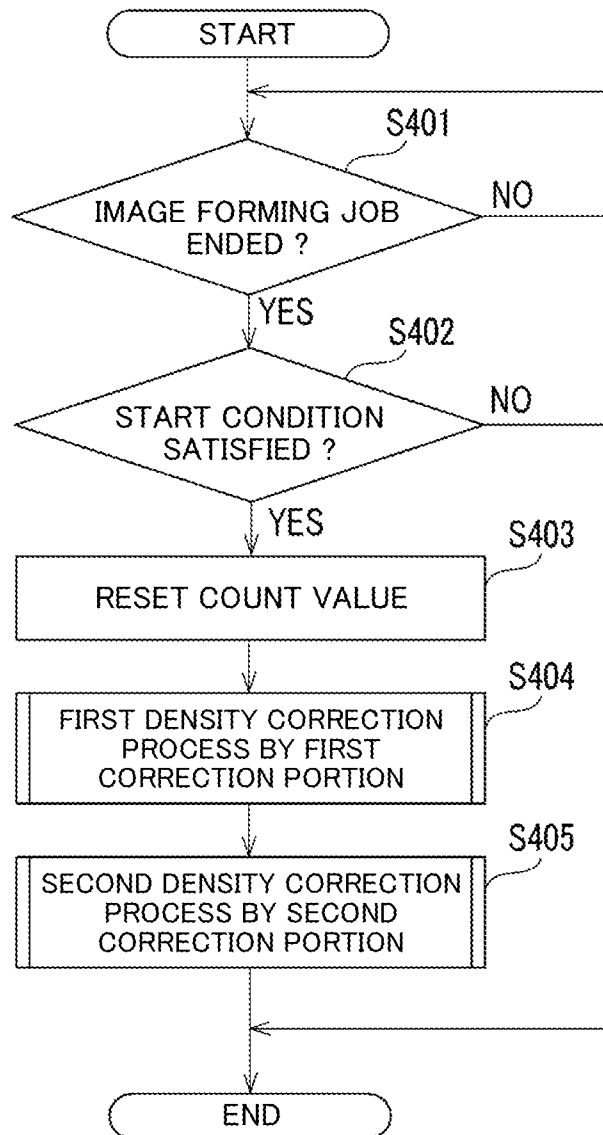 START
S401
IMAGE FORMING JOB
ENDED ?
NO
YES
S402
START CONDITION
SATISFIED ?
NO
YES
S403
RESET COUNT VALUE
S404
FIRST DENSITY CORRECTION
PROCESS BY FIRST
CORRECTION PORTION
S405
SECOND DENSITY CORRECTION
PROCESS BY SECOND
CORRECTION PORTION
END